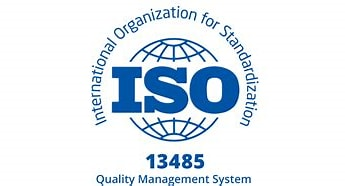 International Organization for Standardization
ISO
13485
Quality Management System